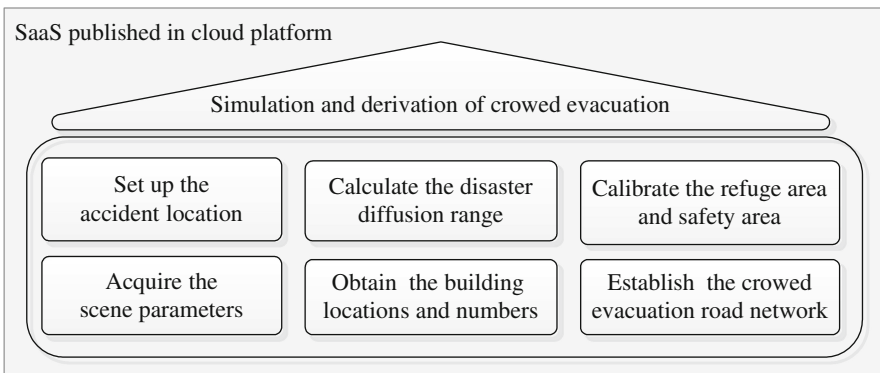 SaaS published in cloud platform
Simulation and derivation of crowed evacuation
Set up the
accident location
Calculate the disaster
diffusion range
Calibrate the refuge area
and safety area
Acquire the
scene parameters
Obtain the building
locations and numbers
Establish the crowed
evacuation road network